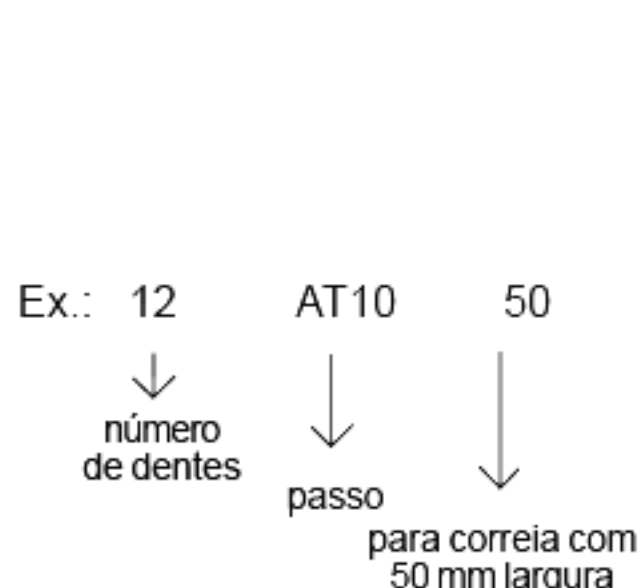 Ex.: 12 AT10 50
número
de dentes
passo
para correia com
50 mm largura